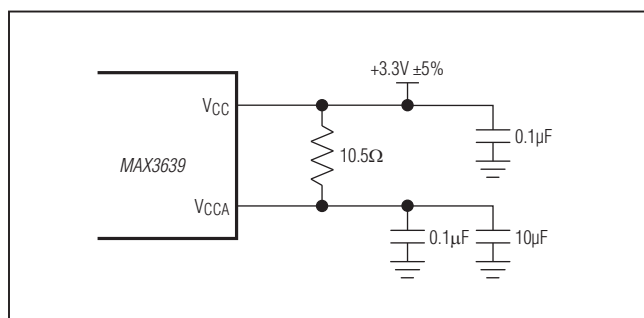 +3.3V ±5%
VCC
0.1µF
10.5Ω
MAX3639
VCCA
0.1µF
10µF